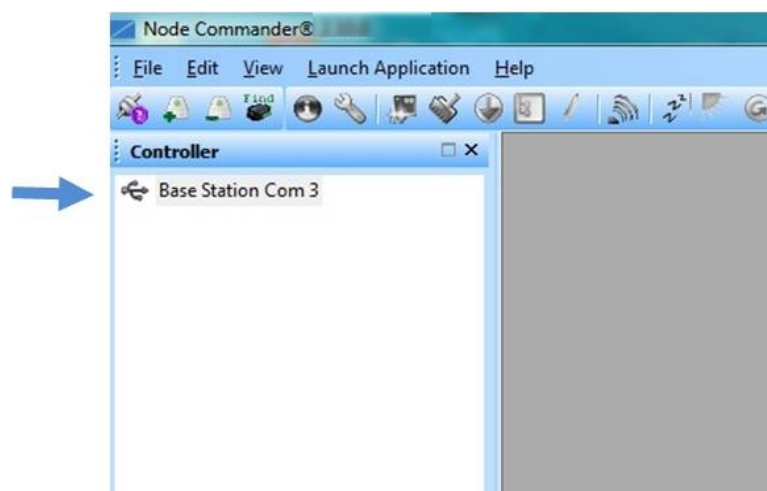 Node Commander®
File Edit View Launch Application Help
Find
Controller
Base Station Com 3